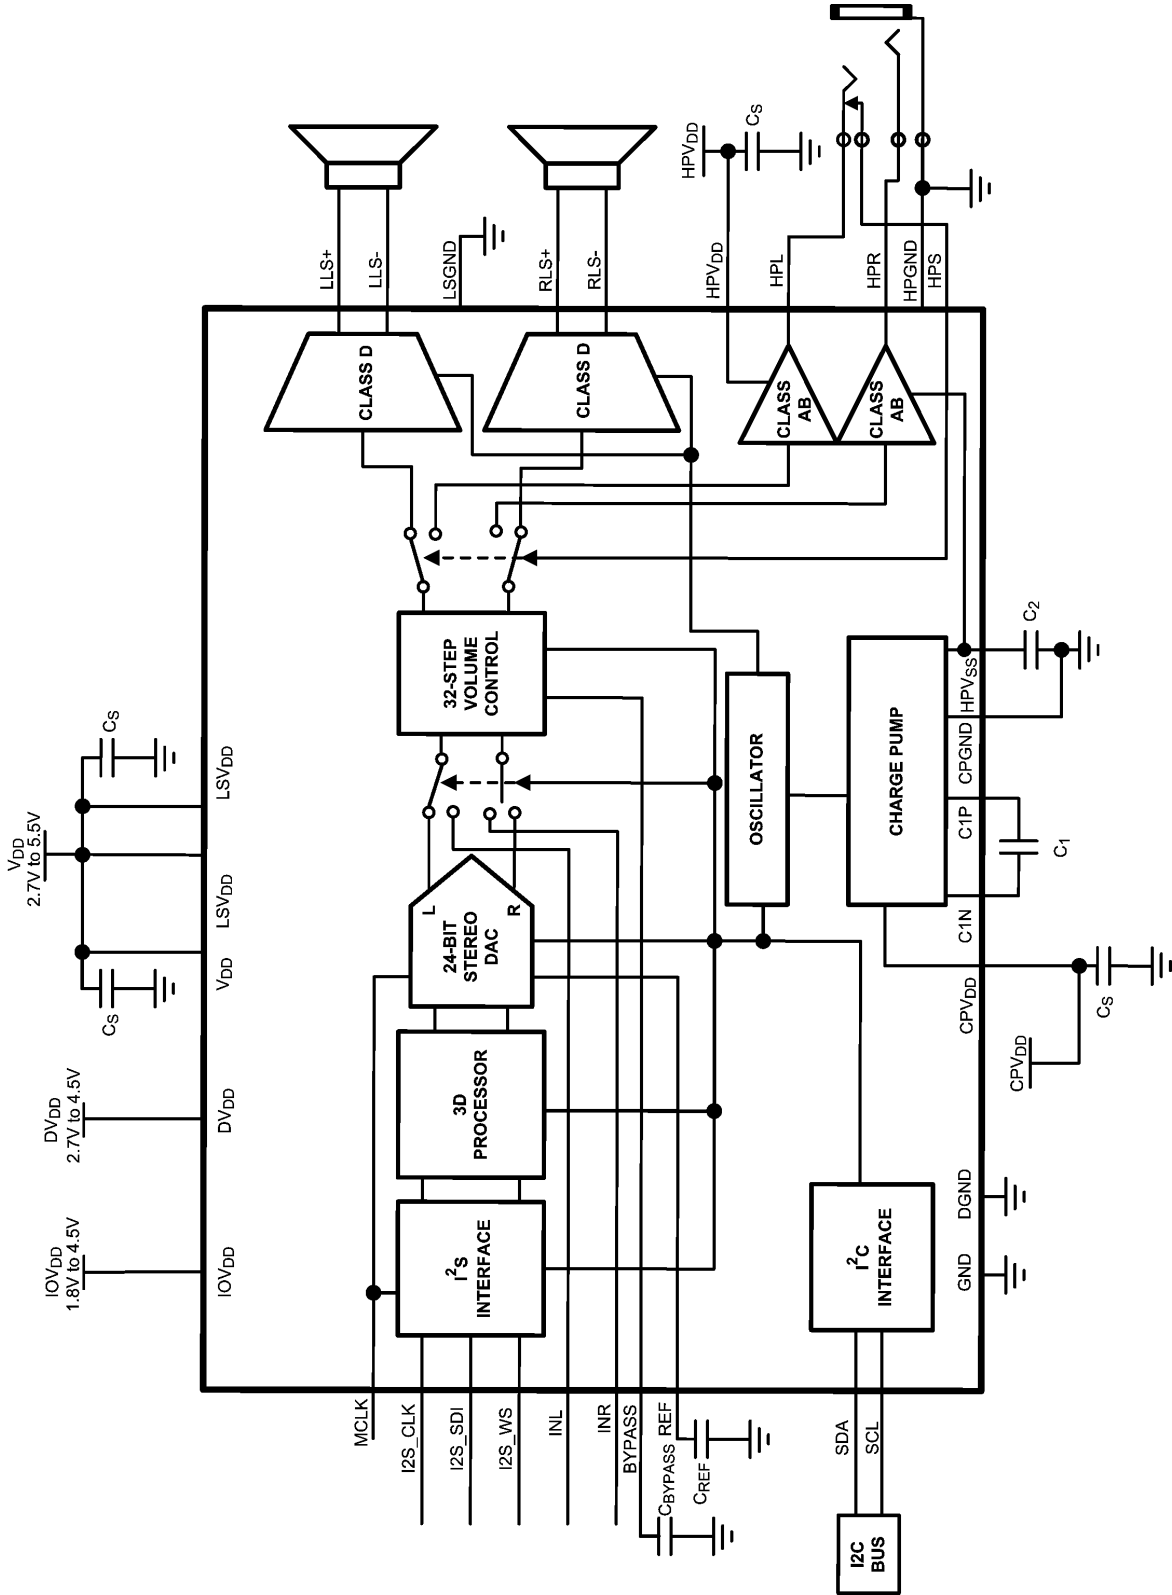 VDD
2.7V to 5.5V
DVDD
2.7V to 4.5V
IOVDD
1.8V to 4.5V
CS
CS
IOVDD
DVDD
VDD
LSVDD
LSVDD
MCLK
I2S_CLK
I2S_SDI
I2S_WS
INL
INR
BYPASS
REF
CBYPASS
CREF
SDA
SCL
I2C
BUS
I2S
INTERFACE
3D
PROCESSOR
24-BIT
STEREO
DAC
L
R
32-STEP
VOLUME
CONTROL
CLASS D
CLASS D
CLASS
AB
CLASS
AB
OSCILLATOR
CHARGE PUMP
I2C
INTERFACE
LLS+
LLS-
LSGND
RLS+
RLS-
HPVDD
HPVDD
CS
HPL
HPR
HPGND
HPS
GND
DGND
CPVDD
CPVDD
CS
C1N
C1P
C1
CPGND
HPVSS
C2